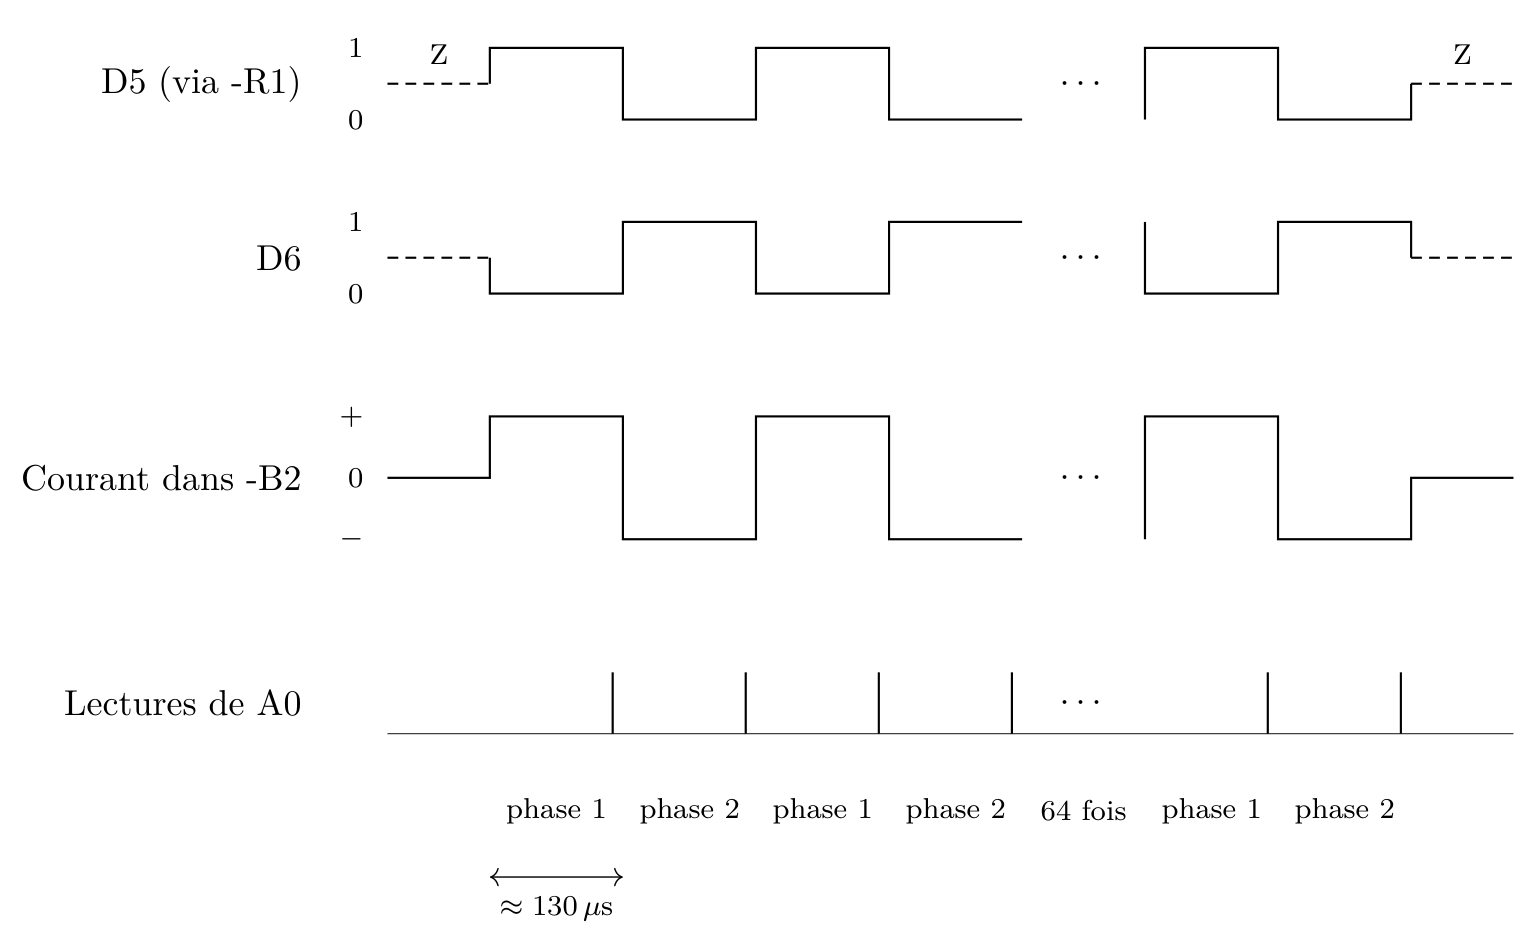 1
Z
Z
D5 (via -R1)
0
···
1
D6
0
···
+
Courant dans -B2
0
···
−
Lectures de A0
···
phase 1 phase 2 phase 1 phase 2 64 fois phase 1 phase 2
≈ 130 µs